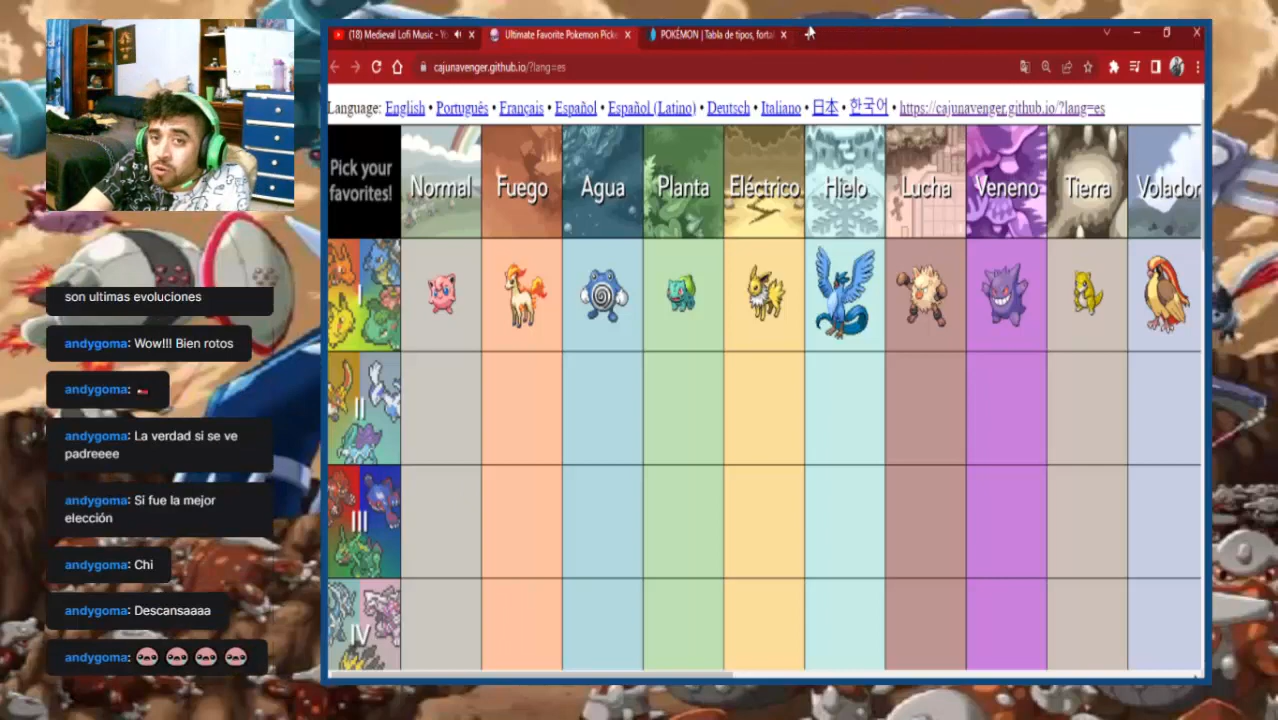 (18) Medieval Lofi Music - Yo
Ultimate Favorite Pokemon Picke
POKÉMON | Tabla de tipos, fortal
cajunavenger.github.io/?lang=es
Language: English • Português • Français • Español • Español (Latino) • Deutsch • Italiano • 日本 • 한국어 • https://cajunavenger.github.io/?lang=es
Pick your favorites!
Normal
Fuego
Agua
Planta
Eléctrico
Hielo
Lucha
Veneno
Tierra
Volador
I
II
III
IV
son ultimas evoluciones
andygoma: Wow!!! Bien rotos
andygoma:
andygoma: La verdad si se ve
padreeee
andygoma: Si fue la mejor
elección
andygoma: Chi
andygoma: Descansaaaa
andygoma: